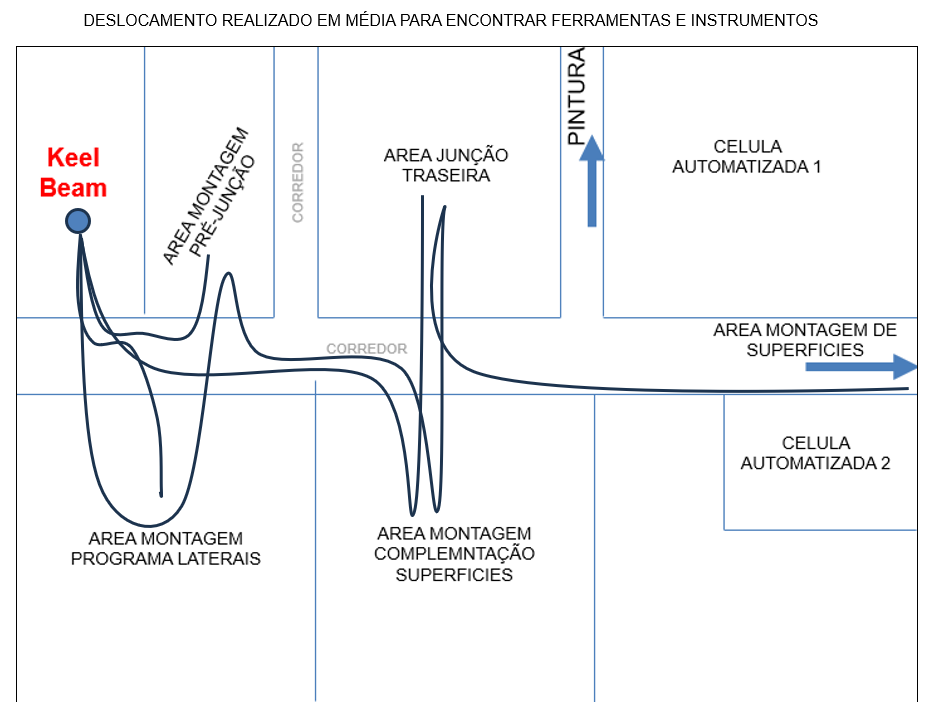 DESLOCAMENTO REALIZADO EM MÉDIA PARA ENCONTRAR FERRAMENTAS E INSTRUMENTOS
Keel
Beam
AREA MONTAGEM
PRÉ-JUNÇÃO
CORREDOR
AREA JUNÇÃO
TRASEIRA
PINTURA
CELULA
AUTOMATIZADA 1
CORREDOR
AREA MONTAGEM DE
SUPERFICIES
CELULA
AUTOMATIZADA 2
AREA MONTAGEM
PROGRAMA LATERAIS
AREA MONTAGEM
COMPLEMNTAÇÃO
SUPERFICIES